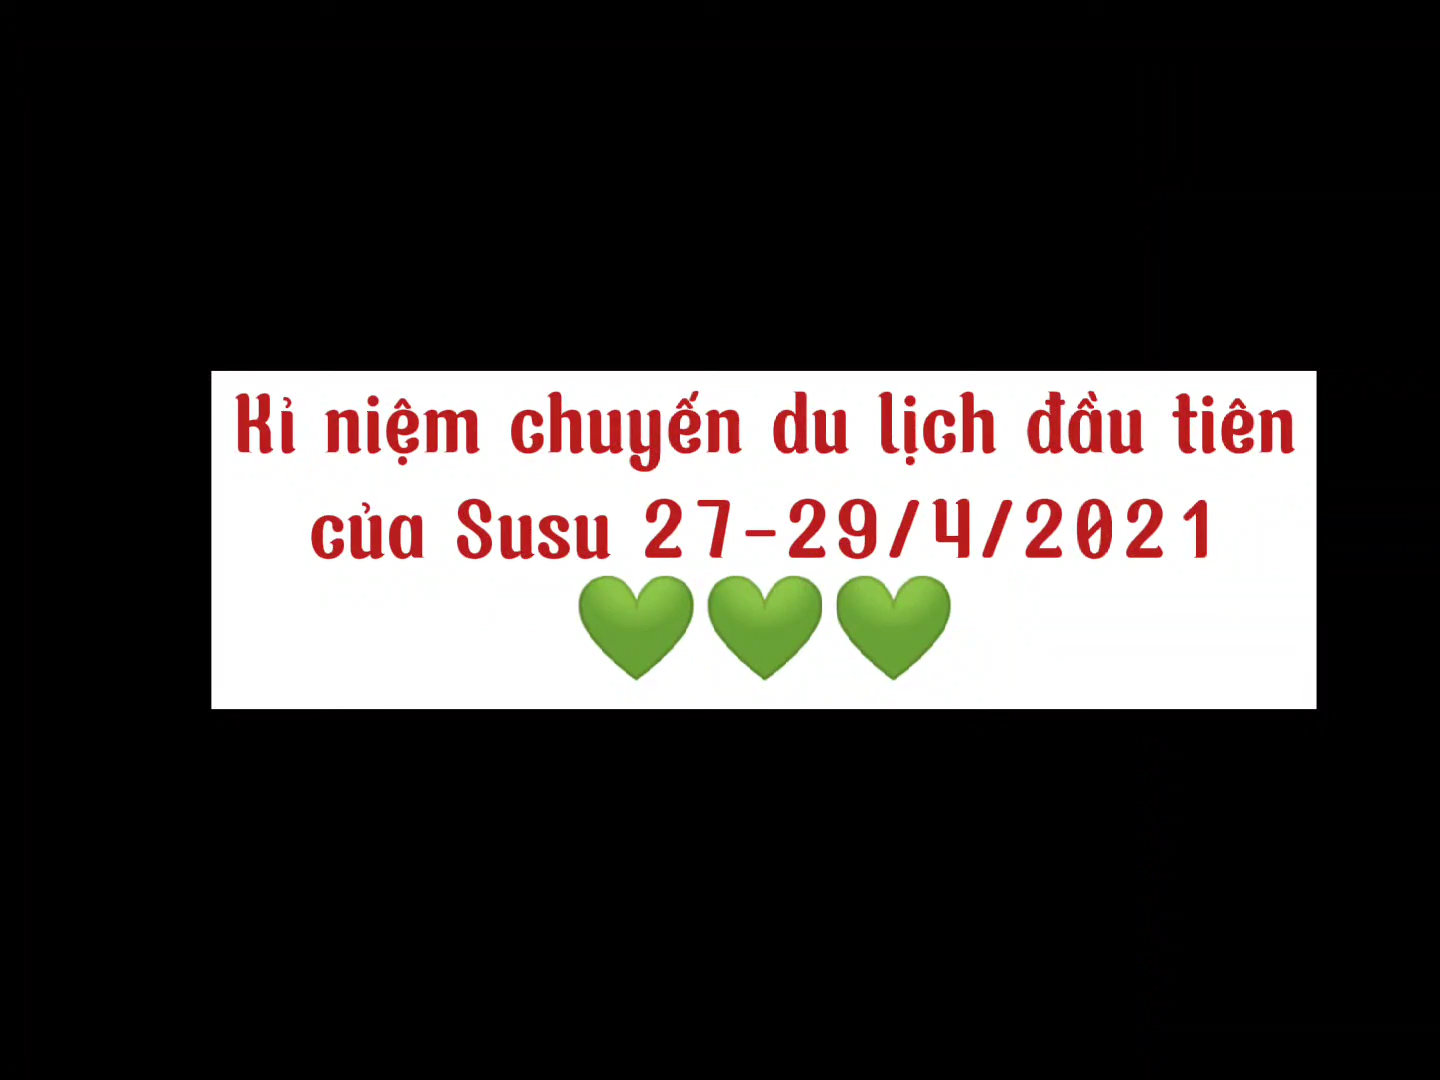 Kỉ niệm chuyến du lịch đầu tiên
của Susu 27-29/4/2021
💚💚💚